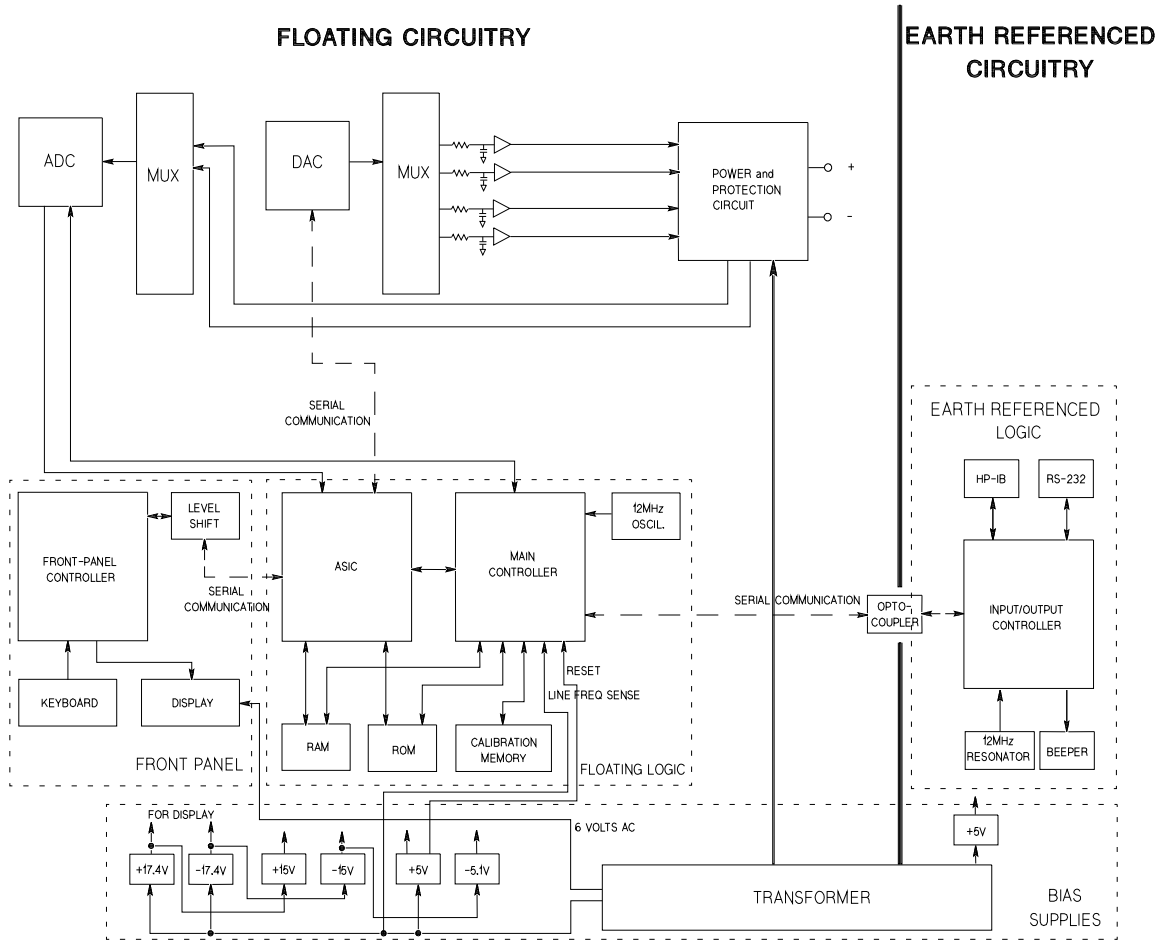 FLOATING CIRCUITRY
EARTH REFERENCED
CIRCUITRY
ADC
MUX
DAC
MUX
POWER and
PROTECTION
CIRCUIT
+
-
SERIAL
COMMUNICATION
EARTH REFERENCED
LOGIC
HP-IB
RS-232
LEVEL
SHIFT
12MHz
OSCIL.
FRONT-PANEL
CONTROLLER
ASIC
MAIN
CONTROLLER
SERIAL
COMMUNICATION
SERIAL COMMUNICATION
OPTO-
COUPLER
INPUT/OUTPUT
CONTROLLER
RESET
LINE FREQ SENSE
KEYBOARD
DISPLAY
RAM
ROM
CALIBRATION
MEMORY
12MHz
RESONATOR
BEEPER
FRONT PANEL
FLOATING LOGIC
FOR DISPLAY
6 VOLTS AC
+5V
+17.4V
-17.4V
+15V
-15V
+5V
-5.1V
TRANSFORMER
BIAS
SUPPLIES